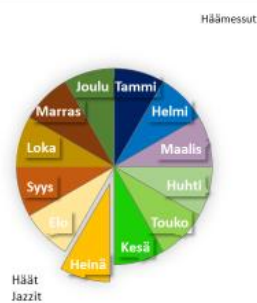 Häämessut
Joulu Tammi
Marras Helmi
Loka Maalis
Syys Huhti
Elo Touko
Heinä Kesä
Häät
Jazzit